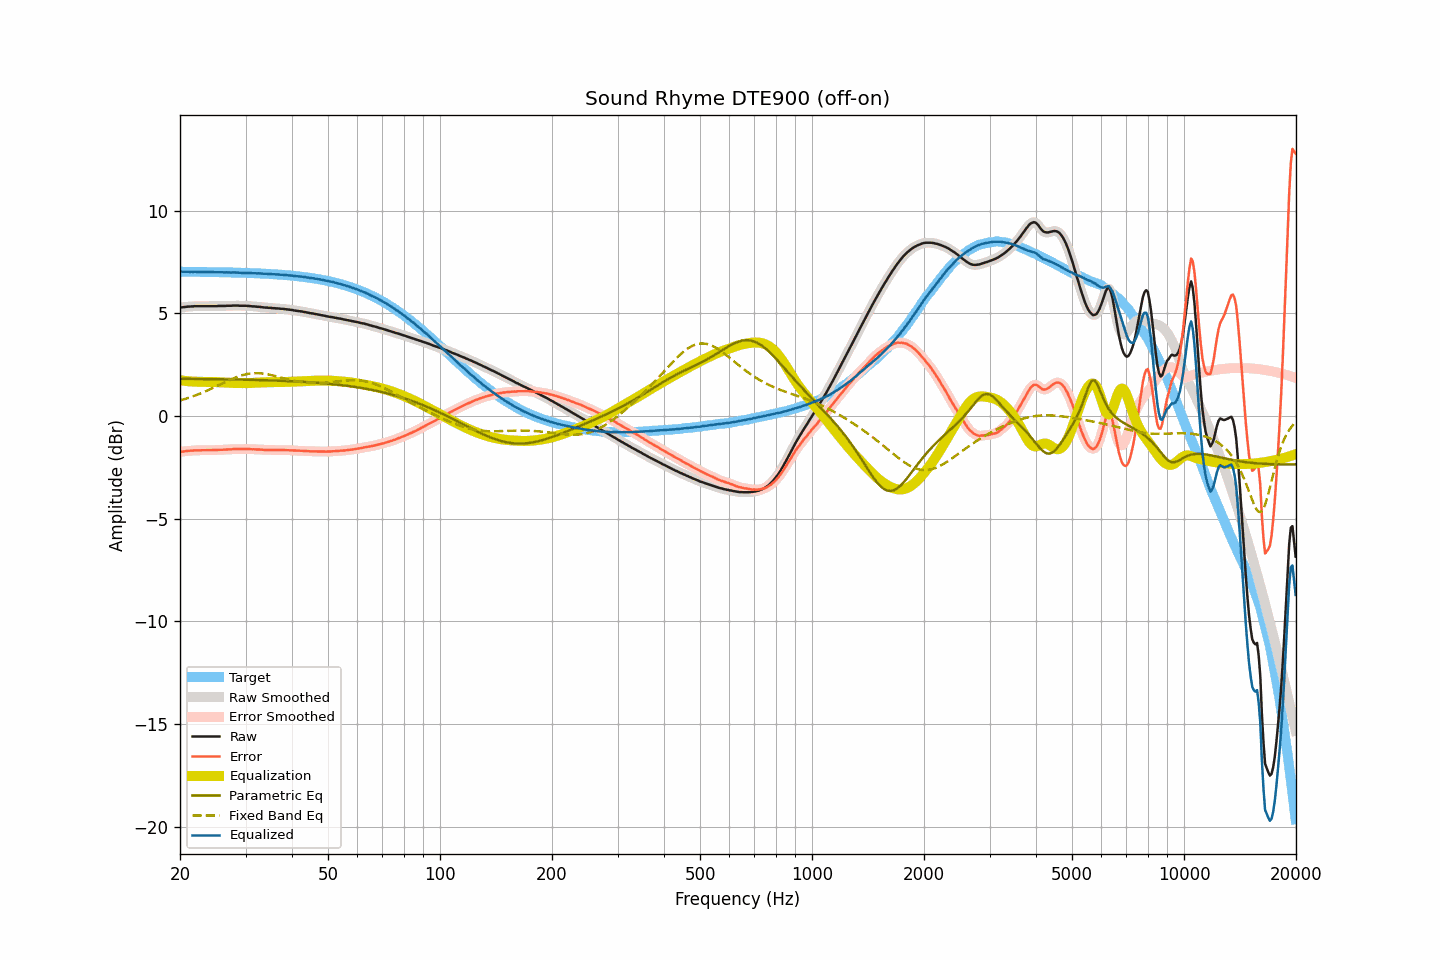 Sound Rhyme DTE900 (off-on)
Amplitude (dBr)
10
5
0
−5
−10
−15
−20
Target
Raw Smoothed
Error Smoothed
Raw
Error
Equalization
Parametric Eq
Fixed Band Eq
Equalized
20 50 100 200 500 1000 2000 5000 10000 20000
Frequency (Hz)